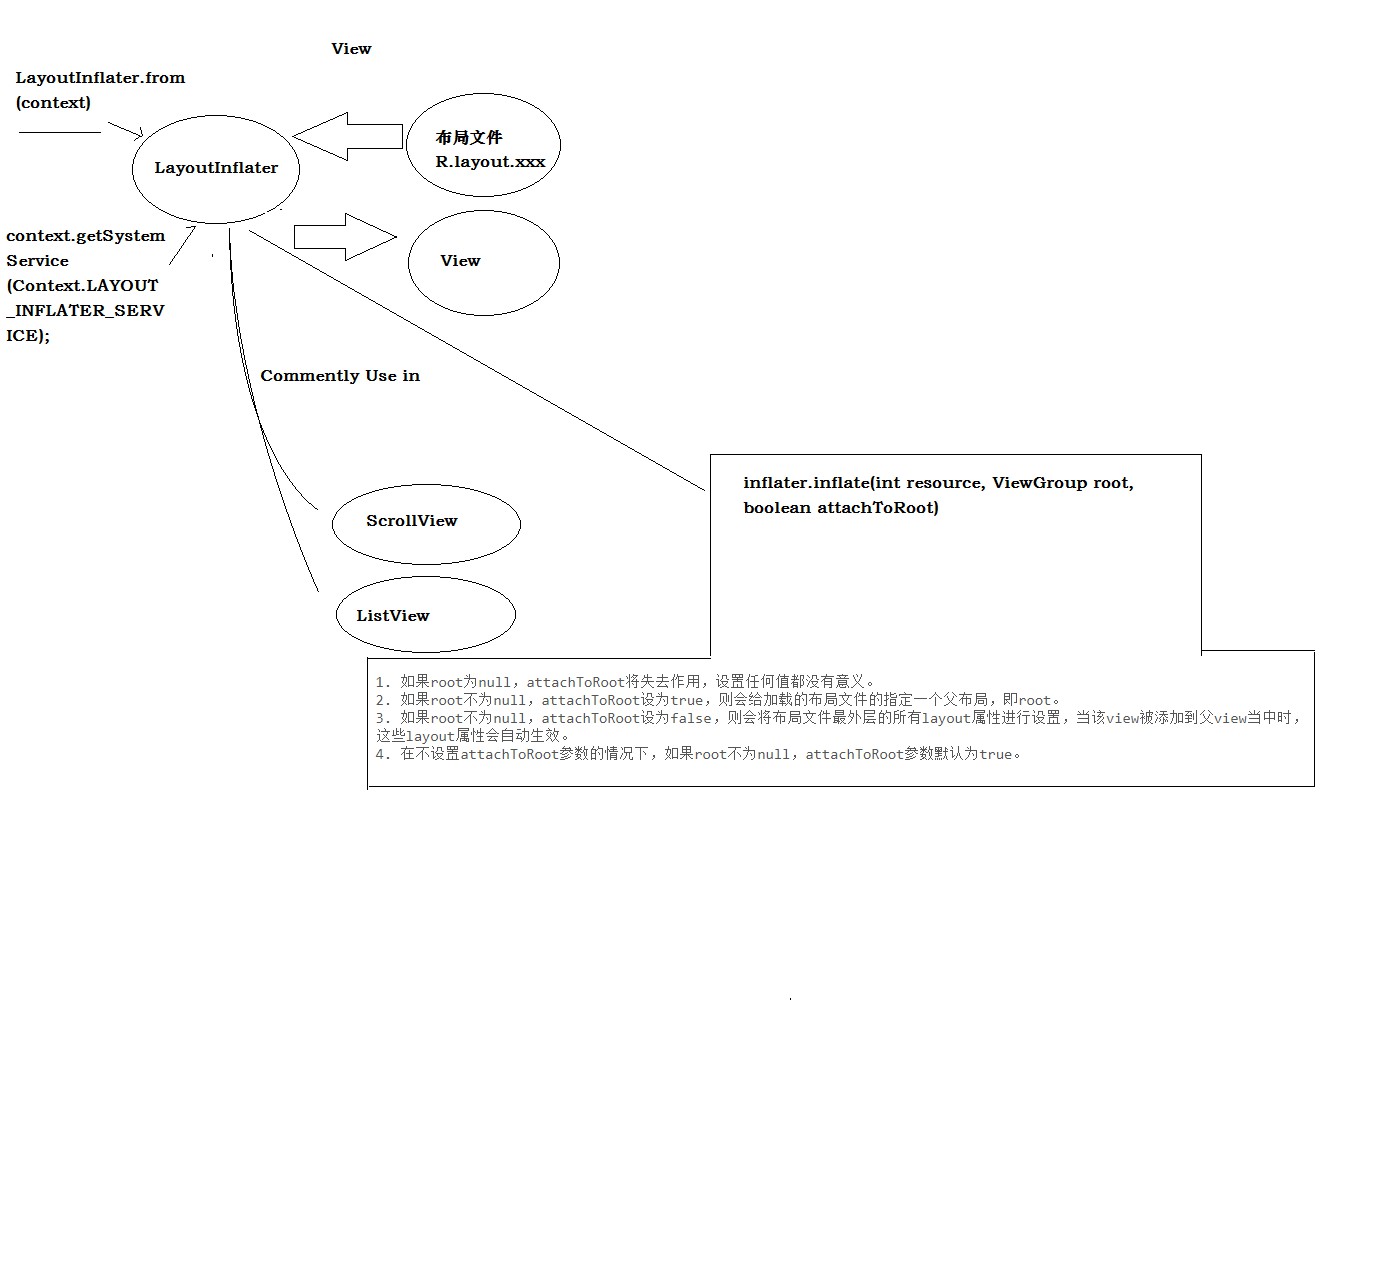 View
LayoutInflater.from
(context)
布局文件
R.layout.xxx
LayoutInflater
context.getSystem
Service
(Context.LAYOUT
_INFLATER_SERV
ICE);
View
Commently Use in
inflater.inflate(int resource, ViewGroup root,
boolean attachToRoot)
ScrollView
ListView
1. 如果root为null，attachToRoot将失去作用，设置任何值都没有意义。
2. 如果root不为null，attachToRoot设为true，则会给加载的布局文件的指定一个父布局，即root。
3. 如果root不为null，attachToRoot设为false，则会将布局文件最外层的所有layout属性进行设置，当该view被添加到父view当中时，
这些layout属性会自动生效。
4. 在不设置attachToRoot参数的情况下，如果root不为null，attachToRoot参数默认为true。